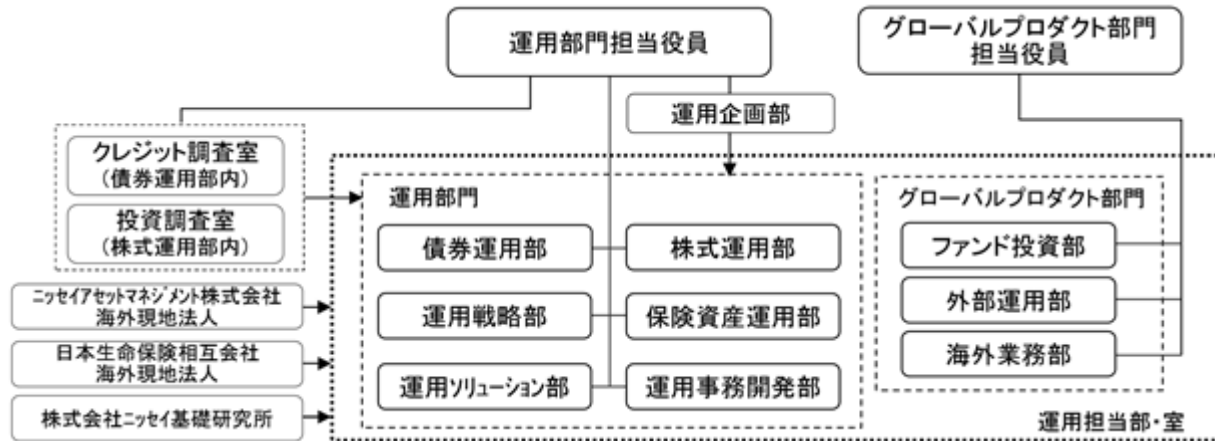 運用部門担当役員
グローバルプロダクト部門
担当役員
運用企画部
クレジット調査室
(債券運用部内)
投資調査室
(株式運用部内)
運用部門
債券運用部
株式運用部
運用戦略部
保険資産運用部
運用ソリューション部
運用事務開発部
グローバルプロダクト部門
ファンド投資部
外部運用部
海外業務部
ニッセイアセットマネジメント株式会社
海外現地法人
日本生命保険相互会社
海外現地法人
株式会社ニッセイ基礎研究所
運用担当部・室